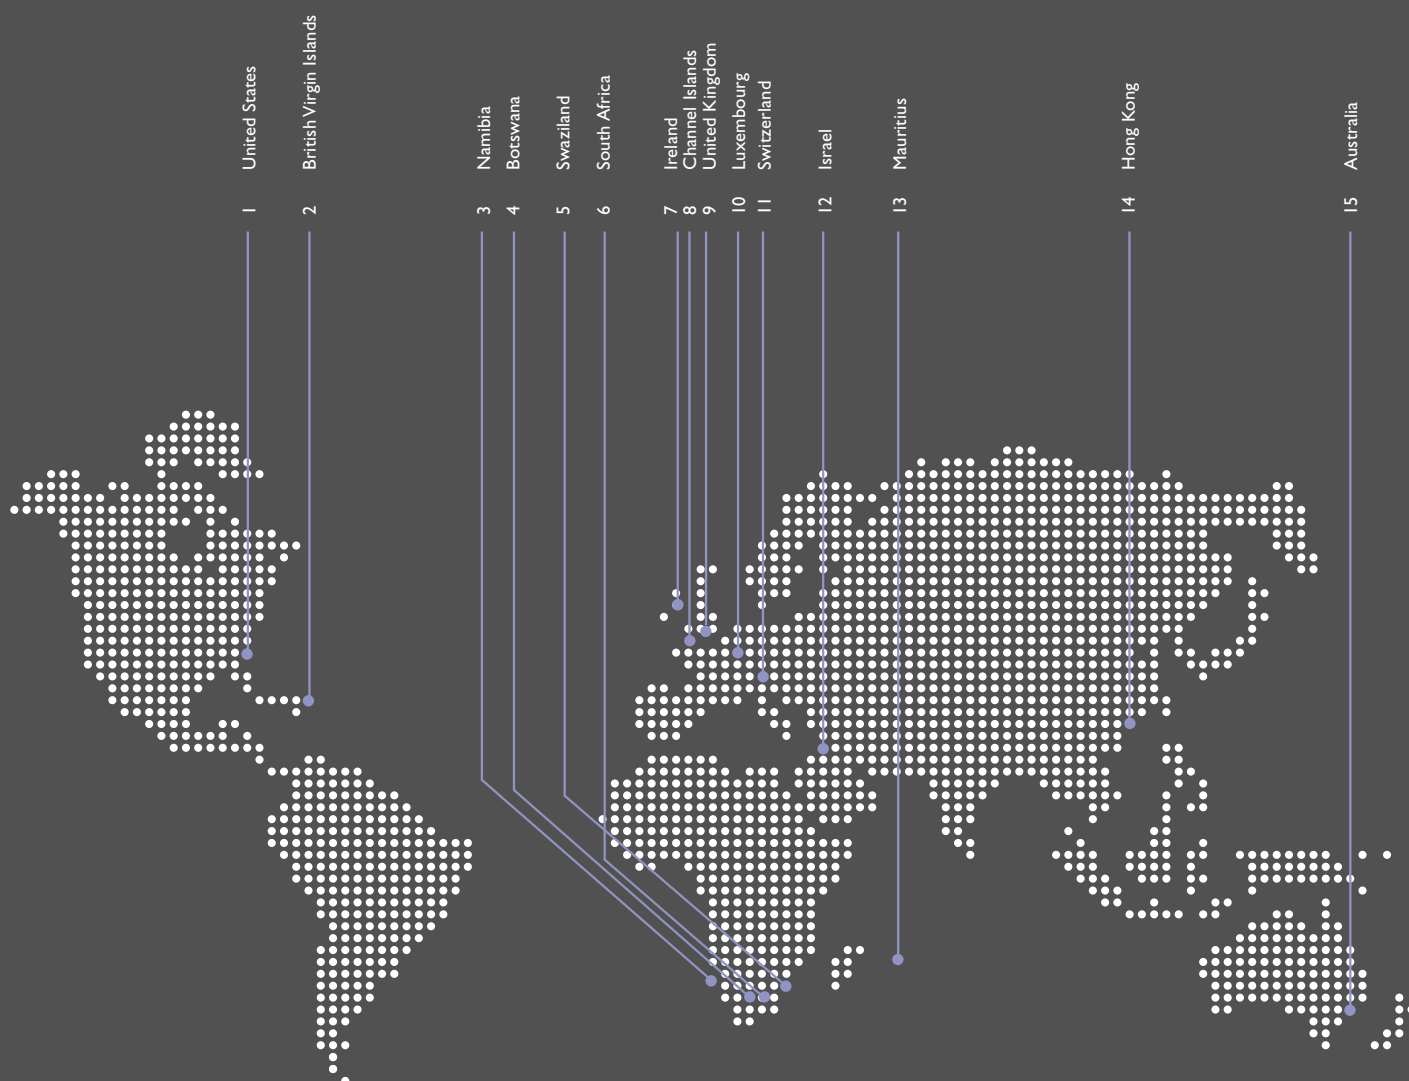 1 United States
2 British Virgin Islands
3 Namibia
4 Botswana
5 Swaziland
6 South Africa
7 Ireland
8 Channel Islands
9 United Kingdom
10 Luxembourg
11 Switzerland
12 Israel
13 Mauritius
14 Hong Kong
15 Australia